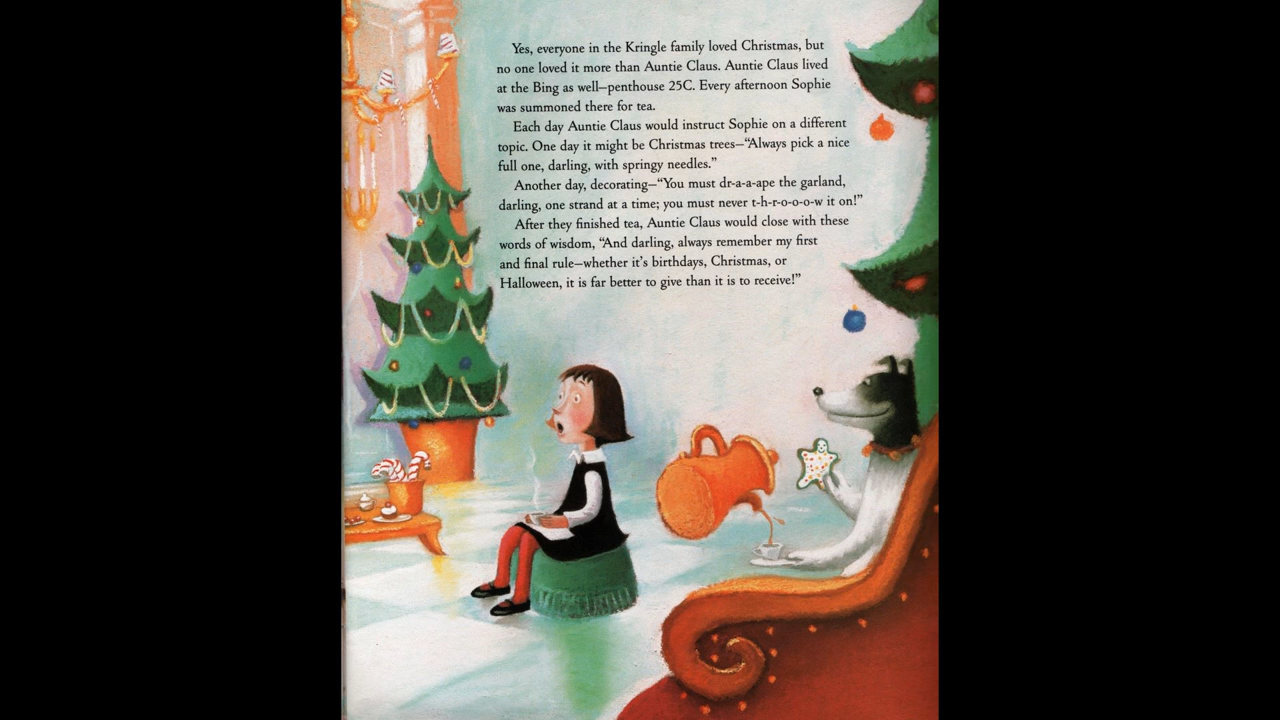 Yes, everyone in the Kringle family loved Christmas, but
no one loved it more than Auntie Claus. Auntie Claus lived
at the Bing as well—penthouse 25C. Every afternoon Sophie
was summoned there for tea.
Each day Auntie Claus would instruct Sophie on a different
topic. One day it might be Christmas trees—“Always pick a nice
full one, darling, with springy needles.”
Another day, decorating—“You must dr-a-a-ape the garland,
darling, one strand at a time; you must never t-h-r-o-o-o-w it on!”
After they finished tea, Auntie Claus would close with these
words of wisdom, “And darling, always remember my first
and final rule—whether it’s birthdays, Christmas, or
Halloween, it is far better to give than it is to receive!”